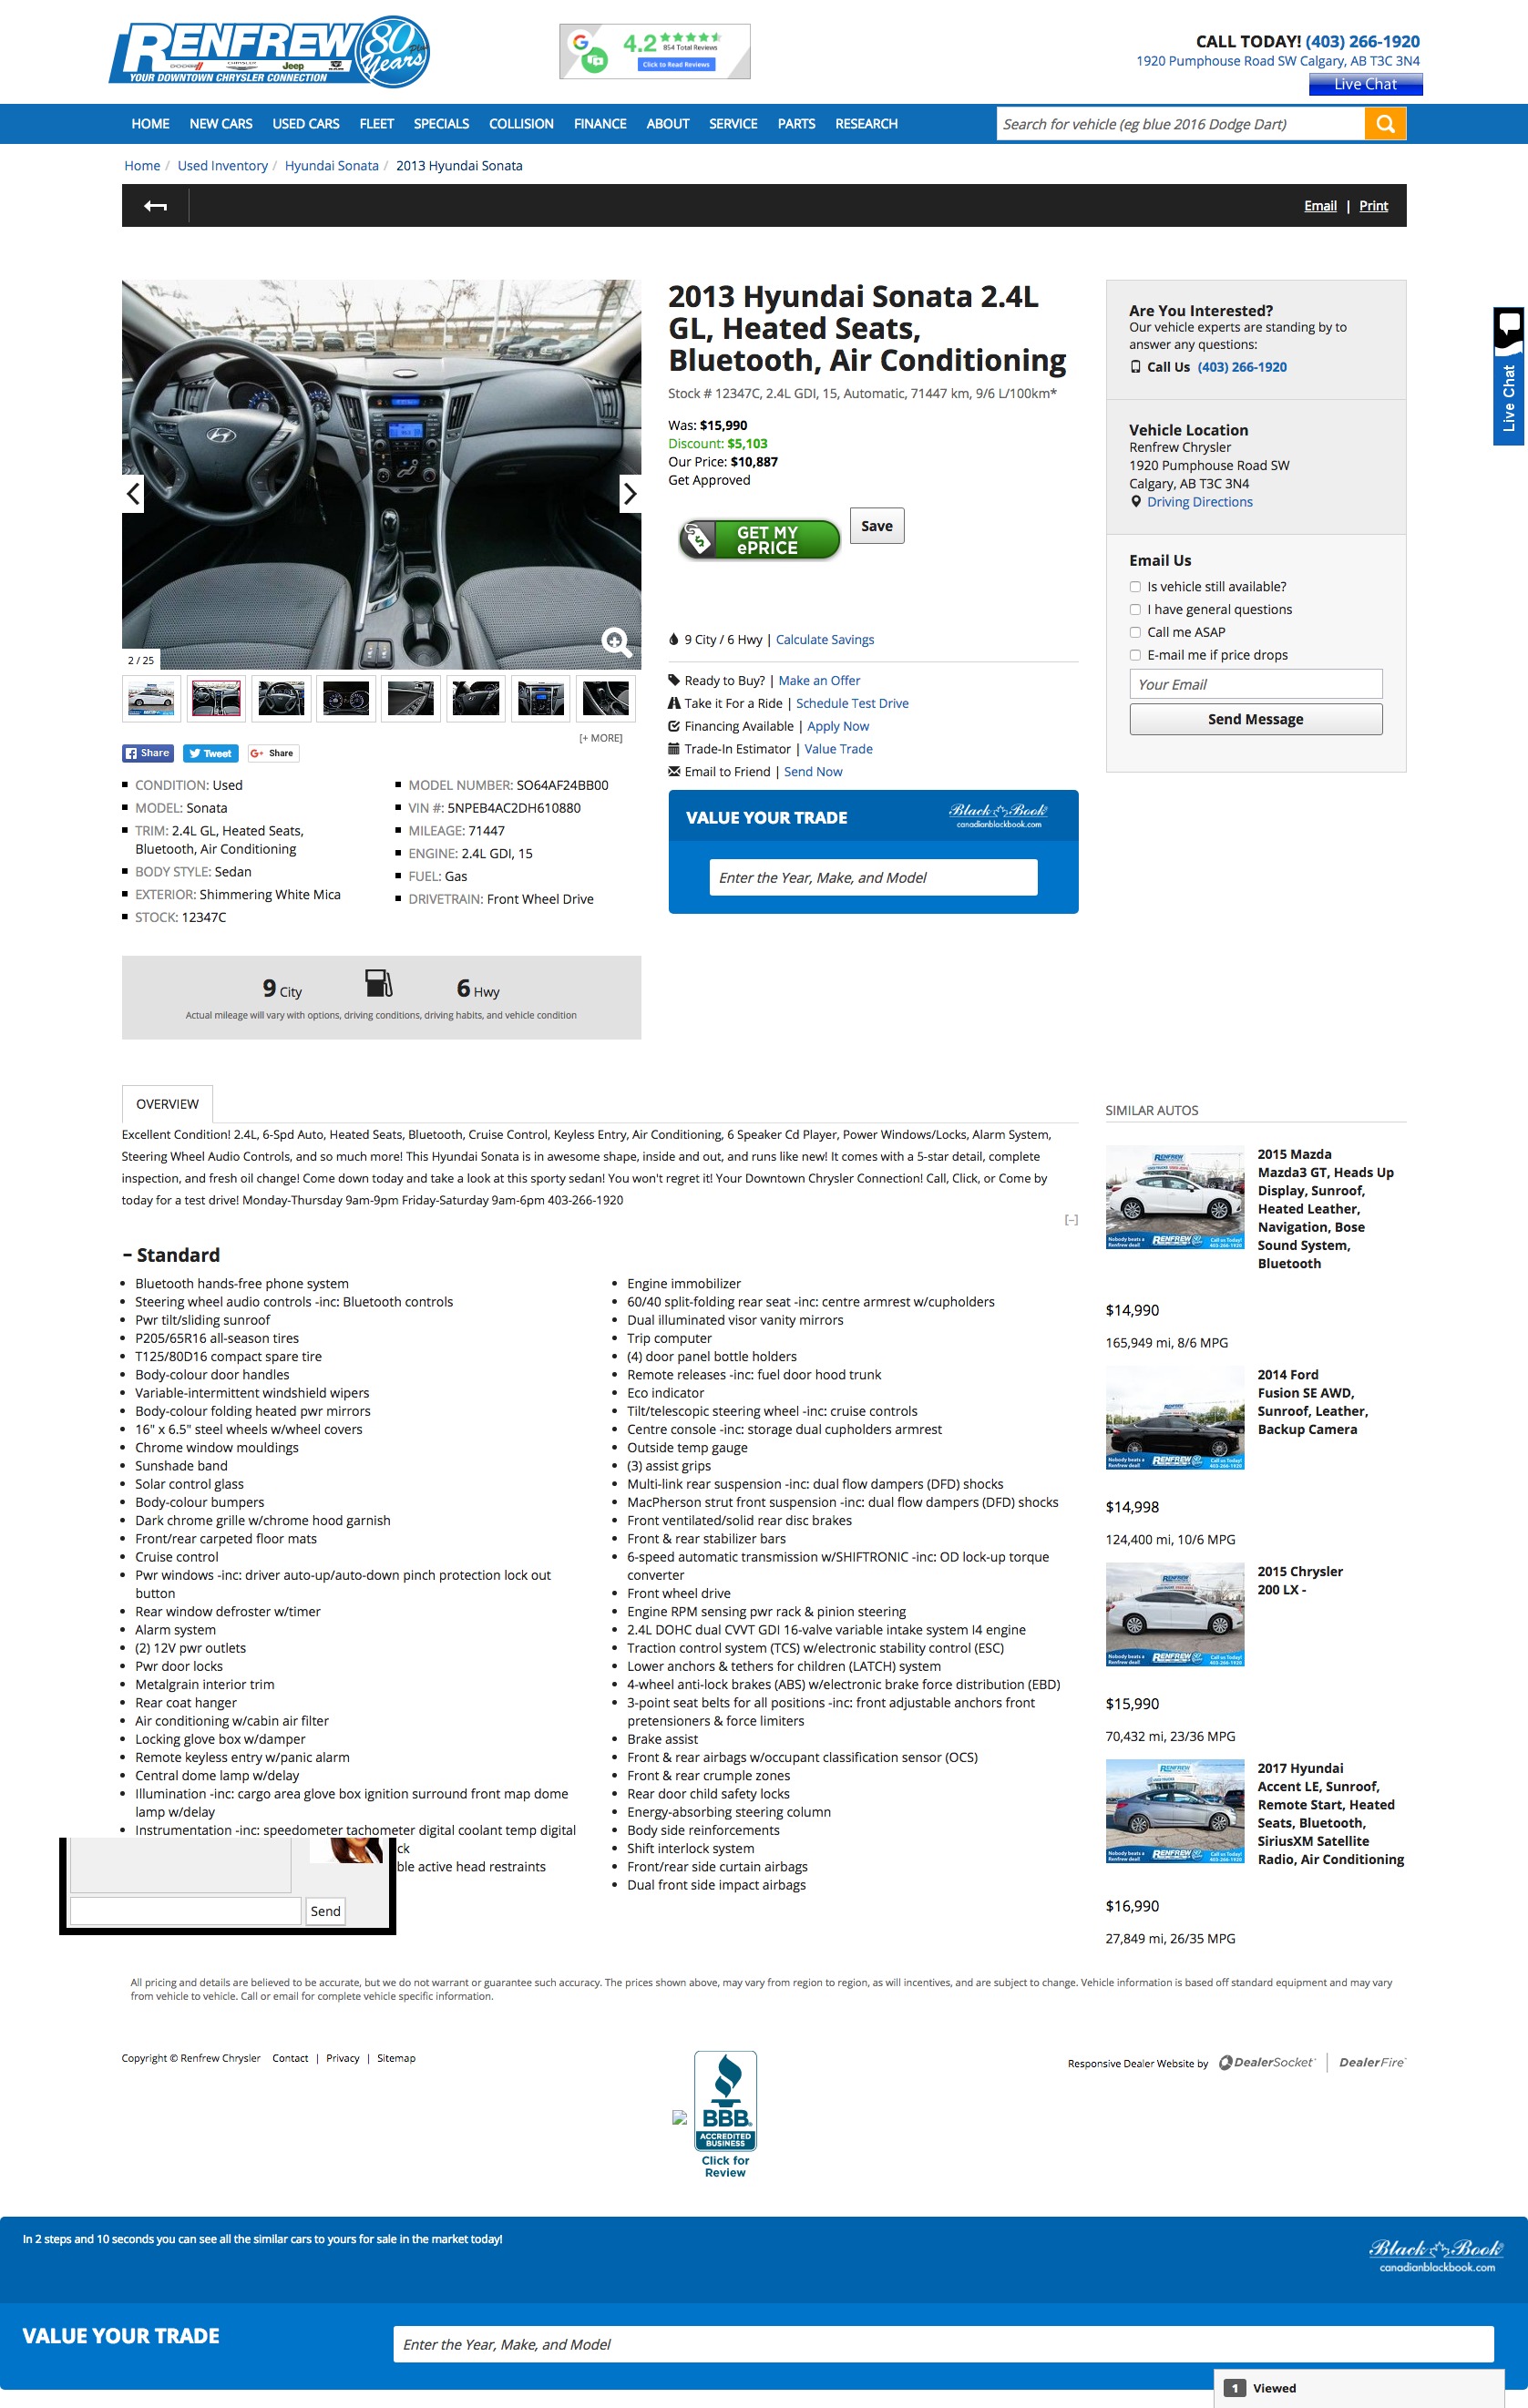 RENFREW 80 plus Years
DODGE CHRYSLER Jeep RAM
YOUR DOWNTOWN CHRYSLER CONNECTION!
4.2
854 Total Reviews
Click to Read Reviews
CALL TODAY! (403) 266-1920
1920 Pumphouse Road SW Calgary, AB T3C 3N4
Live Chat
HOME NEW CARS USED CARS FLEET SPECIALS COLLISION FINANCE ABOUT SERVICE PARTS RESEARCH
Search for vehicle (eg blue 2016 Dodge Dart)
Home / Used Inventory / Hyundai Sonata / 2013 Hyundai Sonata
Email | Print
2 / 25
[+ MORE]
Share Tweet G+ Share
CONDITION: Used
MODEL: Sonata
TRIM: 2.4L GL, Heated Seats,
Bluetooth, Air Conditioning
BODY STYLE: Sedan
EXTERIOR: Shimmering White Mica
STOCK: 12347C
MODEL NUMBER: SO64AF24BB00
VIN #: 5NPEB4AC2DH610880
MILEAGE: 71447
ENGINE: 2.4L GDI, 15
FUEL: Gas
DRIVETRAIN: Front Wheel Drive
9 City 6 Hwy
Actual mileage will vary with options, driving conditions, driving habits, and vehicle condition
2013 Hyundai Sonata 2.4L
GL, Heated Seats,
Bluetooth, Air Conditioning
Stock # 12347C, 2.4L GDI, 15, Automatic, 71447 km, 9/6 L/100km*
Was: $15,990
Discount: $5,103
Our Price: $10,887
Get Approved
GET MY
ePRICE
Save
9 City / 6 Hwy | Calculate Savings
Ready to Buy? | Make an Offer
Take it For a Ride | Schedule Test Drive
Financing Available | Apply Now
Trade-In Estimator | Value Trade
Email to Friend | Send Now
VALUE YOUR TRADE
Black Book
canadianblackbook.com
Enter the Year, Make, and Model
Are You Interested?
Our vehicle experts are standing by to
answer any questions:
Call Us (403) 266-1920
Vehicle Location
Renfrew Chrysler
1920 Pumphouse Road SW
Calgary, AB T3C 3N4
Driving Directions
Email Us
Is vehicle still available?
I have general questions
Call me ASAP
E-mail me if price drops
Your Email
Send Message
Live Chat
OVERVIEW
Excellent Condition! 2.4L, 6-Spd Auto, Heated Seats, Bluetooth, Cruise Control, Keyless Entry, Air Conditioning, 6 Speaker Cd Player, Power Windows/Locks, Alarm System,
Steering Wheel Audio Controls, and so much more! This Hyundai Sonata is in awesome shape, inside and out, and runs like new! It comes with a 5-star detail, complete
inspection, and fresh oil change! Come down today and take a look at this sporty sedan! You won't regret it! Your Downtown Chrysler Connection! Call, Click, or Come by
today for a test drive! Monday-Thursday 9am-9pm Friday-Saturday 9am-6pm 403-266-1920
[–]
– Standard
Bluetooth hands-free phone system
Steering wheel audio controls -inc: Bluetooth controls
Pwr tilt/sliding sunroof
P205/65R16 all-season tires
T125/80D16 compact spare tire
Body-colour door handles
Variable-intermittent windshield wipers
Body-colour folding heated pwr mirrors
16" x 6.5" steel wheels w/wheel covers
Chrome window mouldings
Sunshade band
Solar control glass
Body-colour bumpers
Dark chrome grille w/chrome hood garnish
Front/rear carpeted floor mats
Cruise control
Pwr windows -inc: driver auto-up/auto-down pinch protection lock out
button
Rear window defroster w/timer
Alarm system
(2) 12V pwr outlets
Pwr door locks
Metalgrain interior trim
Rear coat hanger
Air conditioning w/cabin air filter
Locking glove box w/damper
Remote keyless entry w/panic alarm
Central dome lamp w/delay
Illumination -inc: cargo area glove box ignition surround front map dome
lamp w/delay
Instrumentation -inc: speedometer tachometer digital coolant temp digital
ck
ble active head restraints
Send
Engine immobilizer
60/40 split-folding rear seat -inc: centre armrest w/cupholders
Dual illuminated visor vanity mirrors
Trip computer
(4) door panel bottle holders
Remote releases -inc: fuel door hood trunk
Eco indicator
Tilt/telescopic steering wheel -inc: cruise controls
Centre console -inc: storage dual cupholders armrest
Outside temp gauge
(3) assist grips
Multi-link rear suspension -inc: dual flow dampers (DFD) shocks
MacPherson strut front suspension -inc: dual flow dampers (DFD) shocks
Front ventilated/solid rear disc brakes
Front & rear stabilizer bars
6-speed automatic transmission w/SHIFTRONIC -inc: OD lock-up torque
converter
Front wheel drive
Engine RPM sensing pwr rack & pinion steering
2.4L DOHC dual CVVT GDI 16-valve variable intake system I4 engine
Traction control system (TCS) w/electronic stability control (ESC)
Lower anchors & tethers for children (LATCH) system
4-wheel anti-lock brakes (ABS) w/electronic brake force distribution (EBD)
3-point seat belts for all positions -inc: front adjustable anchors front
pretensioners & force limiters
Brake assist
Front & rear airbags w/occupant classification sensor (OCS)
Front & rear crumple zones
Rear door child safety locks
Energy-absorbing steering column
Body side reinforcements
Shift interlock system
Front/rear side curtain airbags
Dual front side impact airbags
SIMILAR AUTOS
2015 Mazda
Mazda3 GT, Heads Up
Display, Sunroof,
Heated Leather,
Navigation, Bose
Sound System,
Bluetooth
$14,990
165,949 mi, 8/6 MPG
2014 Ford
Fusion SE AWD,
Sunroof, Leather,
Backup Camera
$14,998
124,400 mi, 10/6 MPG
2015 Chrysler
200 LX -
$15,990
70,432 mi, 23/36 MPG
2017 Hyundai
Accent LE, Sunroof,
Remote Start, Heated
Seats, Bluetooth,
SiriusXM Satellite
Radio, Air Conditioning
$16,990
27,849 mi, 26/35 MPG
All pricing and details are believed to be accurate, but we do not warrant or guarantee such accuracy. The prices shown above, may vary from region to region, as will incentives, and are subject to change. Vehicle information is based off standard equipment and may vary
from vehicle to vehicle. Call or email for complete vehicle specific information.
Copyright © Renfrew Chrysler Contact | Privacy | Sitemap
BBB.
ACCREDITED
BUSINESS
Click for
Review
Responsive Dealer Website by DealerSocket | DealerFire
In 2 steps and 10 seconds you can see all the similar cars to yours for sale in the market today!
Black Book
canadianblackbook.com
VALUE YOUR TRADE
Enter the Year, Make, and Model
1 Viewed